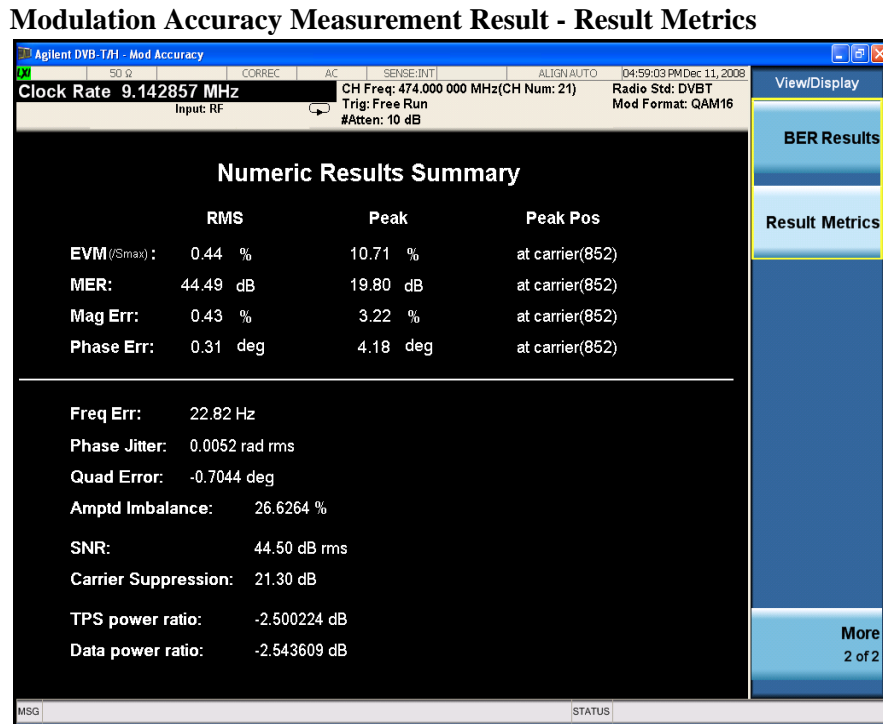 Modulation Accuracy Measurement Result - Result Metrics
Agilent DVB-T/H - Mod Accuracy
LXI 50 Ω CORREC AC SENSE:INT ALIGN AUTO 04:59:03 PM Dec 11, 2008
Clock Rate 9.142857 MHz CH Freq: 474.000 000 MHz(CH Num: 21) Radio Std: DVBT
Input: RF Trig: Free Run Mod Format: QAM16
#Atten: 10 dB
View/Display
BER Results
Result Metrics
More
2 of 2
Numeric Results Summary
RMS Peak Peak Pos
EVM(/Smax): 0.44 % 10.71 % at carrier(852)
MER: 44.49 dB 19.80 dB at carrier(852)
Mag Err: 0.43 % 3.22 % at carrier(852)
Phase Err: 0.31 deg 4.18 deg at carrier(852)
Freq Err: 22.82 Hz
Phase Jitter: 0.0052 rad rms
Quad Error: -0.7044 deg
Amptd Imbalance: 26.6264 %
SNR: 44.50 dB rms
Carrier Suppression: 21.30 dB
TPS power ratio: -2.500224 dB
Data power ratio: -2.543609 dB
MSG STATUS